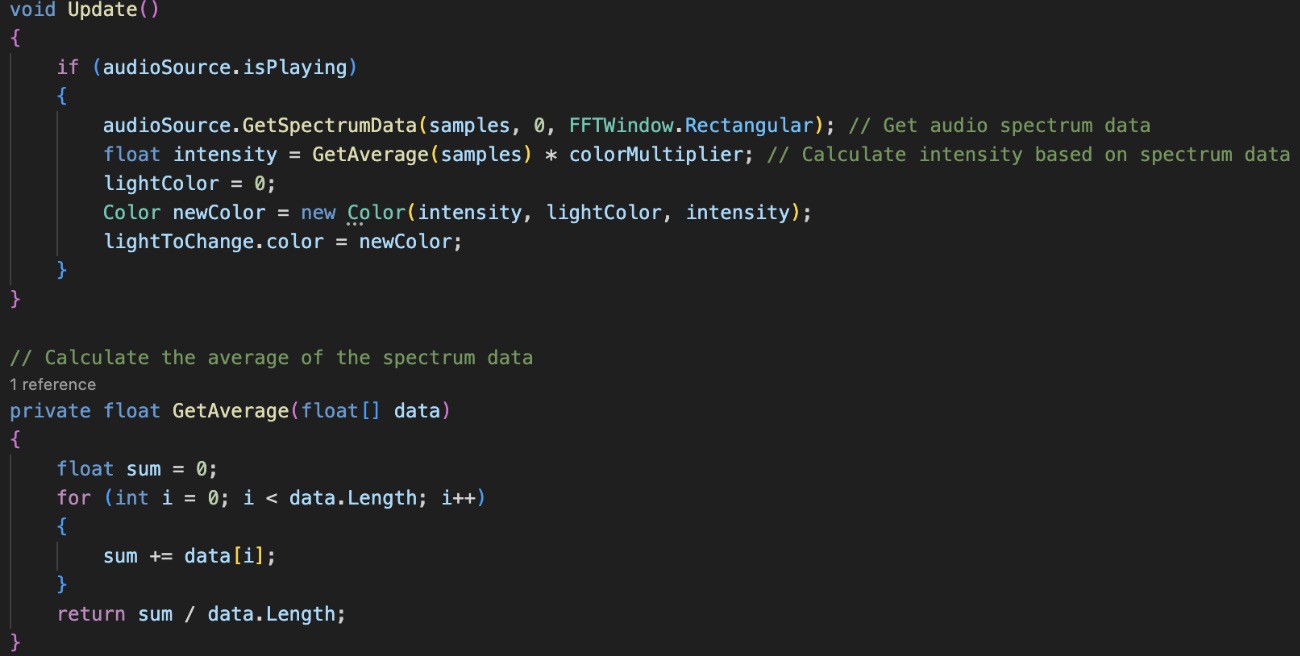 void Update()
{
    if (audioSource.isPlaying)
    {
        audioSource.GetSpectrumData(samples, 0, FFTWindow.Rectangular); // Get audio spectrum data
        float intensity = GetAverage(samples) * colorMultiplier; // Calculate intensity based on spectrum data
        lightColor = 0;
        Color newColor = new Color(intensity, lightColor, intensity);
        lightToChange.color = newColor;
    }
}

// Calculate the average of the spectrum data
1 reference
private float GetAverage(float[] data)
{
    float sum = 0;
    for (int i = 0; i < data.Length; i++)
    {
        sum += data[i];
    }
    return sum / data.Length;
}